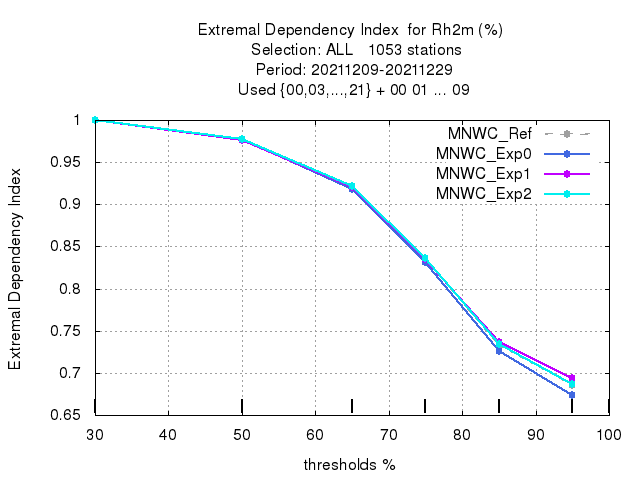 Extremal Dependency Index for Rh2m (%)
Selection: ALL 1053 stations
Period: 20211209-20211229
Used {00,03,...,21} + 00 01 ... 09
MNWC_Ref
MNWC_Exp0
MNWC_Exp1
MNWC_Exp2
1
0.95
0.9
0.85
0.8
0.75
0.7
0.65
Extremal Dependency Index
30 40 50 60 70 80 90 100
thresholds %